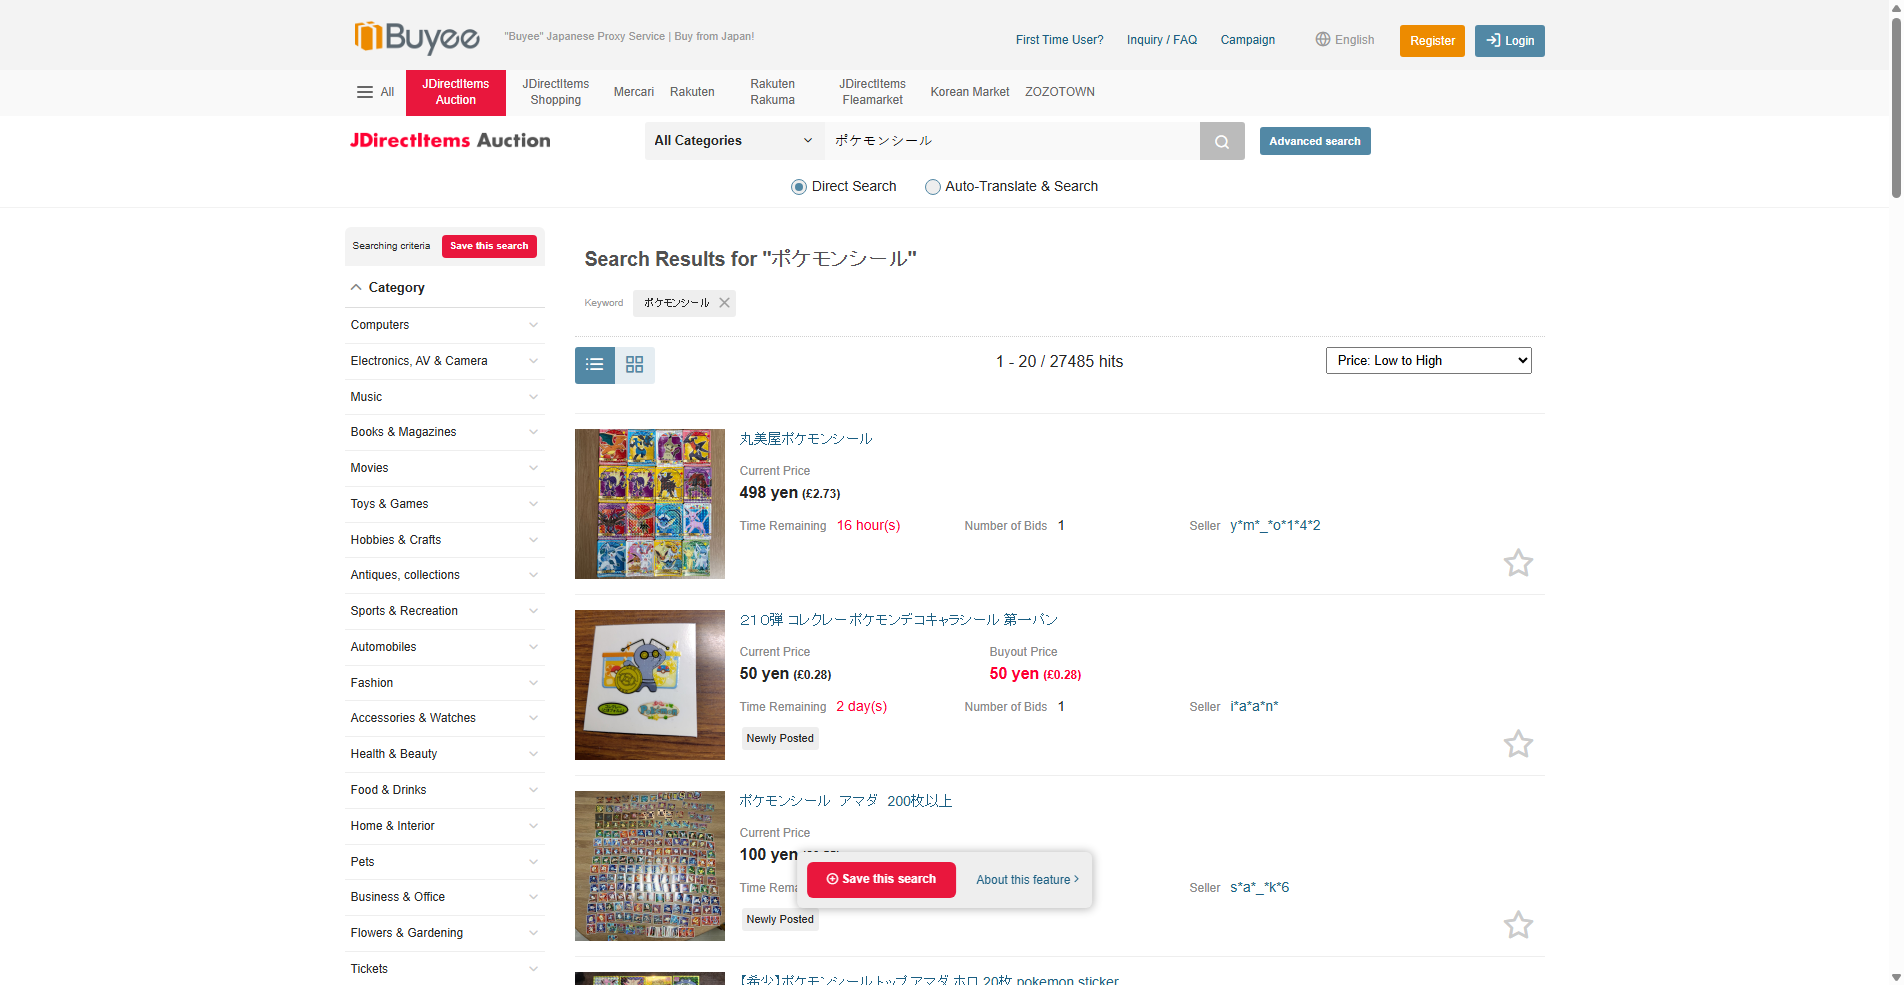 Buyee
"Buyee" Japanese Proxy Service | Buy from Japan!
First Time User?
Inquiry / FAQ
Campaign
English
Register
Login
All
JDirectItems Auction
JDirectItems Shopping
Mercari
Rakuten
Rakuten Rakuma
JDirectItems Fleamarket
Korean Market
ZOZOTOWN
JDirectItems Auction
All Categories
ポケモンシール
Advanced search
Direct Search
Auto-Translate & Search
Searching criteria
Save this search
Category
Computers
Electronics, AV & Camera
Music
Books & Magazines
Movies
Toys & Games
Hobbies & Crafts
Antiques, collections
Sports & Recreation
Automobiles
Fashion
Accessories & Watches
Health & Beauty
Food & Drinks
Home & Interior
Pets
Business & Office
Flowers & Gardening
Tickets
Search Results for "ポケモンシール"
Keyword
ポケモンシール
1 - 20 / 27485 hits
Price: Low to High
丸美屋ポケモンシール
Current Price
498 yen (£2.73)
Time Remaining 16 hour(s)
Number of Bids 1
Seller y*m*_*o*1*4*2
２１０弾 コレクレー ポケモンデコキャラシール 第一パン
Current Price
50 yen (£0.28)
Buyout Price
50 yen (£0.28)
Time Remaining 2 day(s)
Number of Bids 1
Seller i*a*a*n*
Newly Posted
ポケモンシール　アマダ　200枚以上
Current Price
100 yen
Time Rema
Seller s*a*_*k*6
Newly Posted
Save this search
About this feature
【希少】ポケモンシール トップ アマダ ホロ 20枚 pokemon sticker